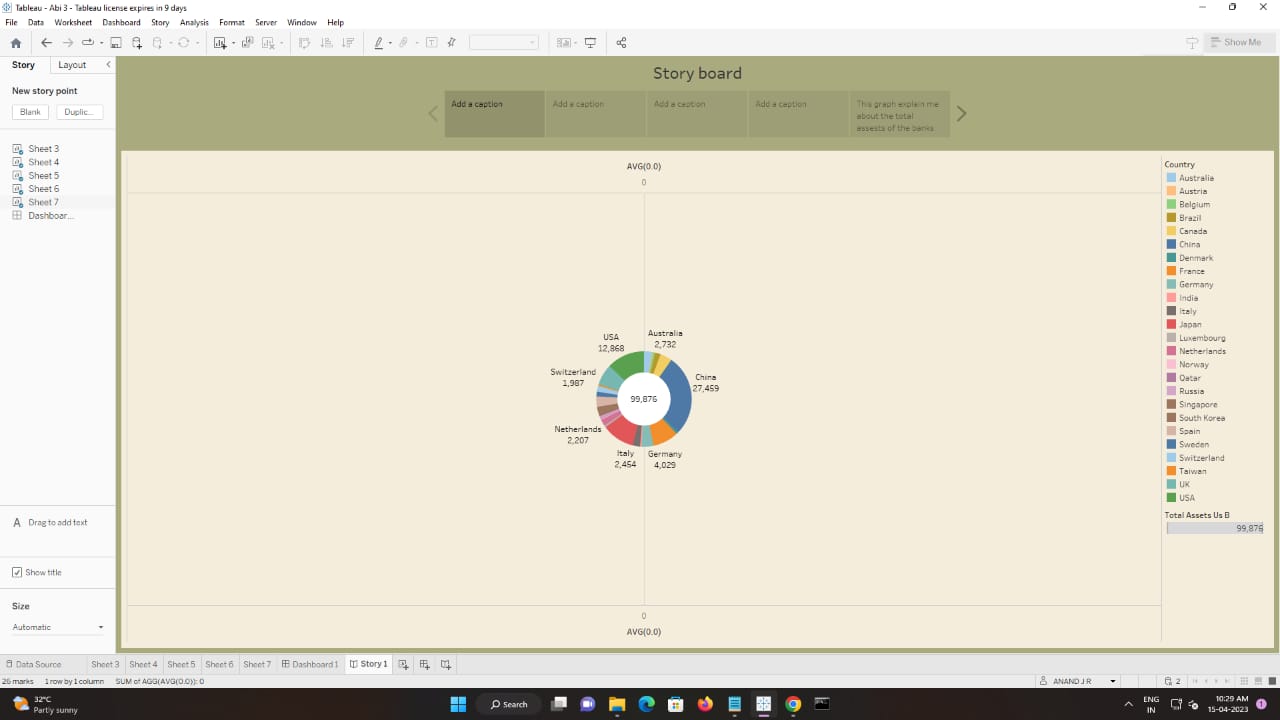 Tableau - Abi 3 - Tableau license expires in 9 days
File Data Worksheet Dashboard Story Analysis Format Server Window Help
Show Me
Story Layout
New story point
Blank Duplic...
Sheet 3
Sheet 4
Sheet 5
Sheet 6
Sheet 7
Dashboar...
A Drag to add text
Show title
Size
Automatic
Story board
Add a caption
Add a caption
Add a caption
Add a caption
This graph explain me
about the total
assests of the banks
AVG(0.0)
0
USA
12,868
Australia
2,732
Switzerland
1,987
China
27,459
99,876
Netherlands
2,207
Italy
2,454
Germany
4,029
0
AVG(0.0)
Country
Australia
Austria
Belgium
Brazil
Canada
China
Denmark
France
Germany
India
Italy
Japan
Luxembourg
Netherlands
Norway
Qatar
Russia
Singapore
South Korea
Spain
Sweden
Switzerland
Taiwan
UK
USA
Total Assets Us B
99,876
Data Source Sheet 3 Sheet 4 Sheet 5 Sheet 6 Sheet 7 Dashboard 1 Story 1
26 marks 1 row by 1 column SUM of AGG(AVG(0.0)): 0 ANAND J R 2
32°C
Partly sunny
Search
ENG
IN
10:29 AM
15-04-2023
1